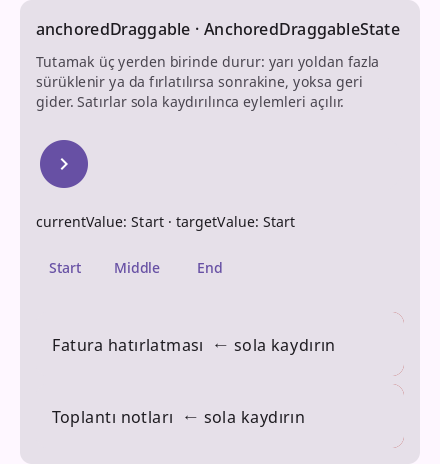 anchoredDraggable · AnchoredDraggableState
Tutamak üç yerden birinde durur: yarı yoldan fazla
sürüklenir ya da fırlatılırsa sonrakine, yoksa geri
gider. Satırlar sola kaydırılınca eylemleri açılır.
currentValue: Start · targetValue: Start
Start Middle End
Fatura hatırlatması ← sola kaydırın
Toplantı notları ← sola kaydırın